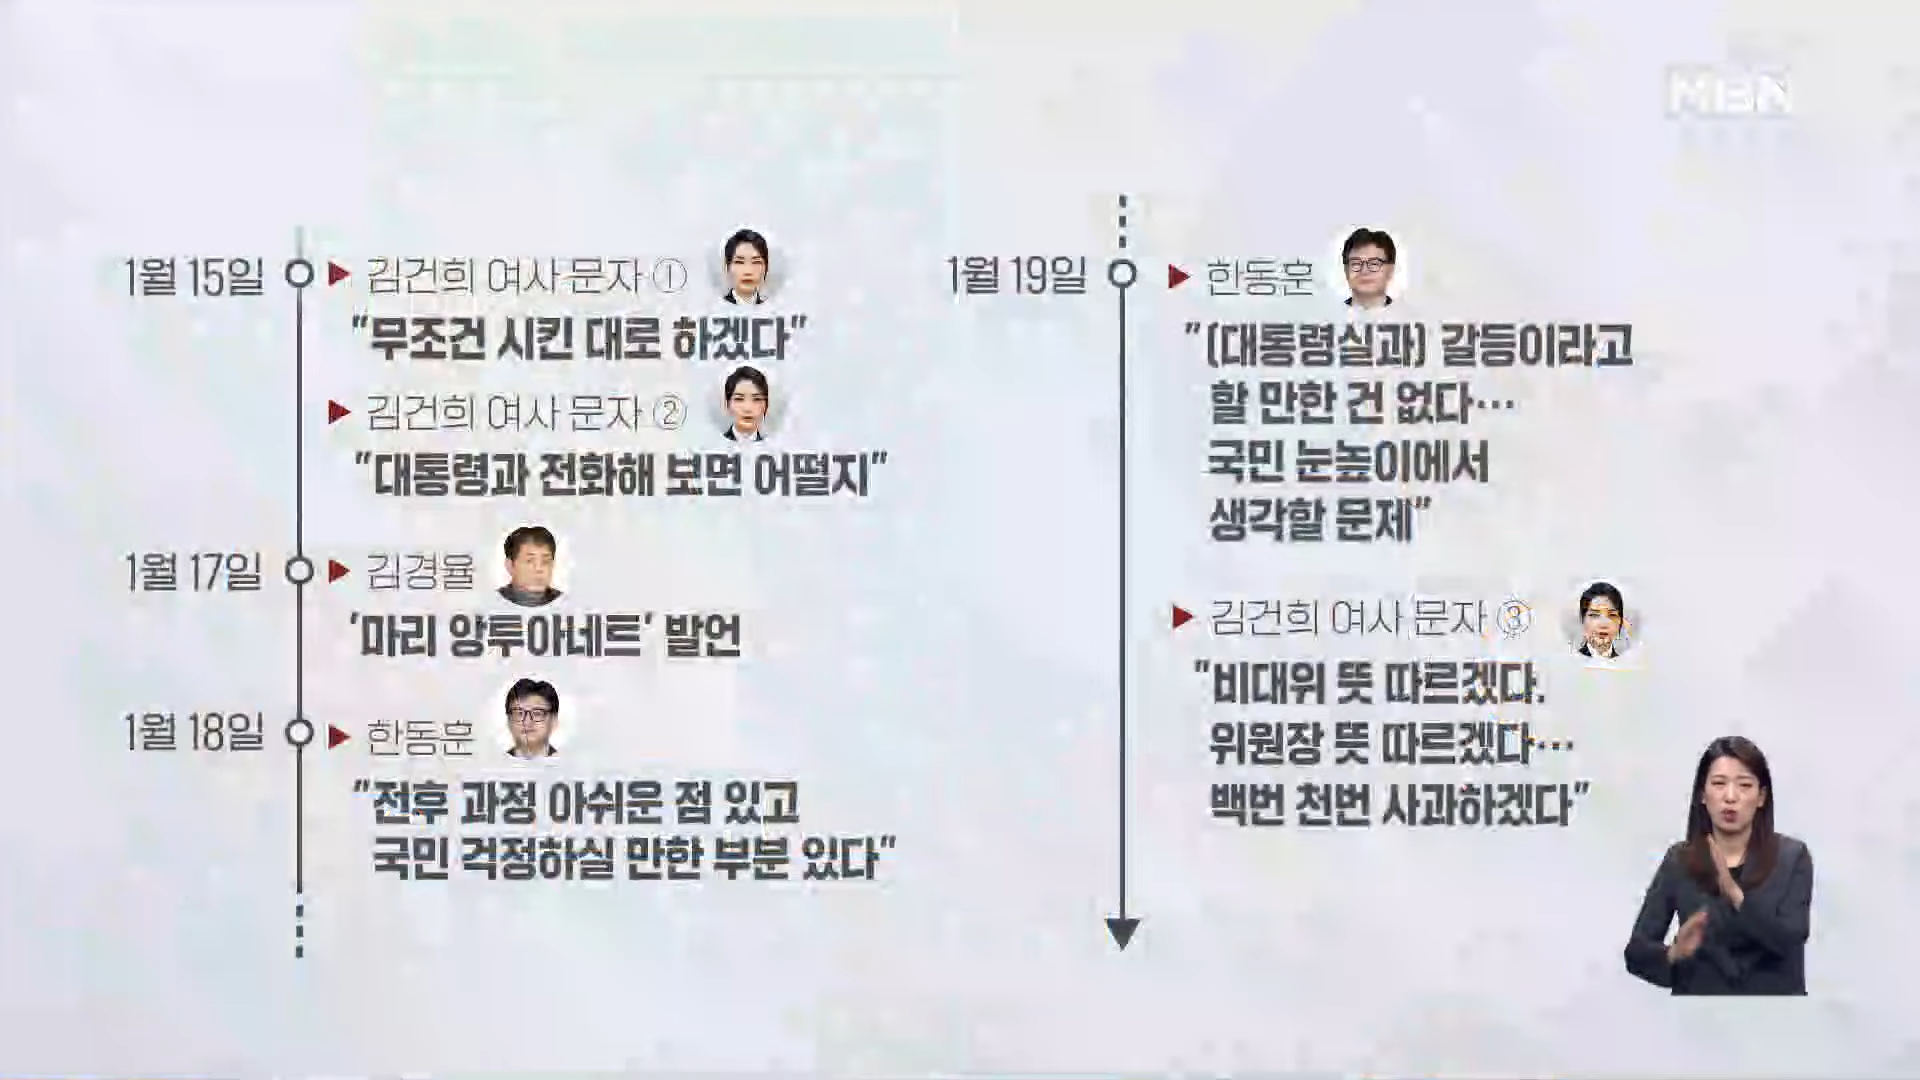 MBN
1월 15일
▶ 김건희 여사 문자 ①
"무조건 시킨 대로 하겠다"
▶ 김건희 여사 문자 ②
"대통령과 전화해 보면 어떨지"
1월 17일
▶ 김경율
'마리 앙투아네트' 발언
1월 18일
▶ 한동훈
"전후 과정 아쉬운 점 있고
국민 걱정하실 만한 부분 있다"
1월 19일
▶ 한동훈
"(대통령실과) 갈등이라고
할 만한 건 없다…
국민 눈높이에서
생각할 문제"
▶ 김건희 여사 문자 ③
"비대위 뜻 따르겠다.
위원장 뜻 따르겠다…
백번 천번 사과하겠다"